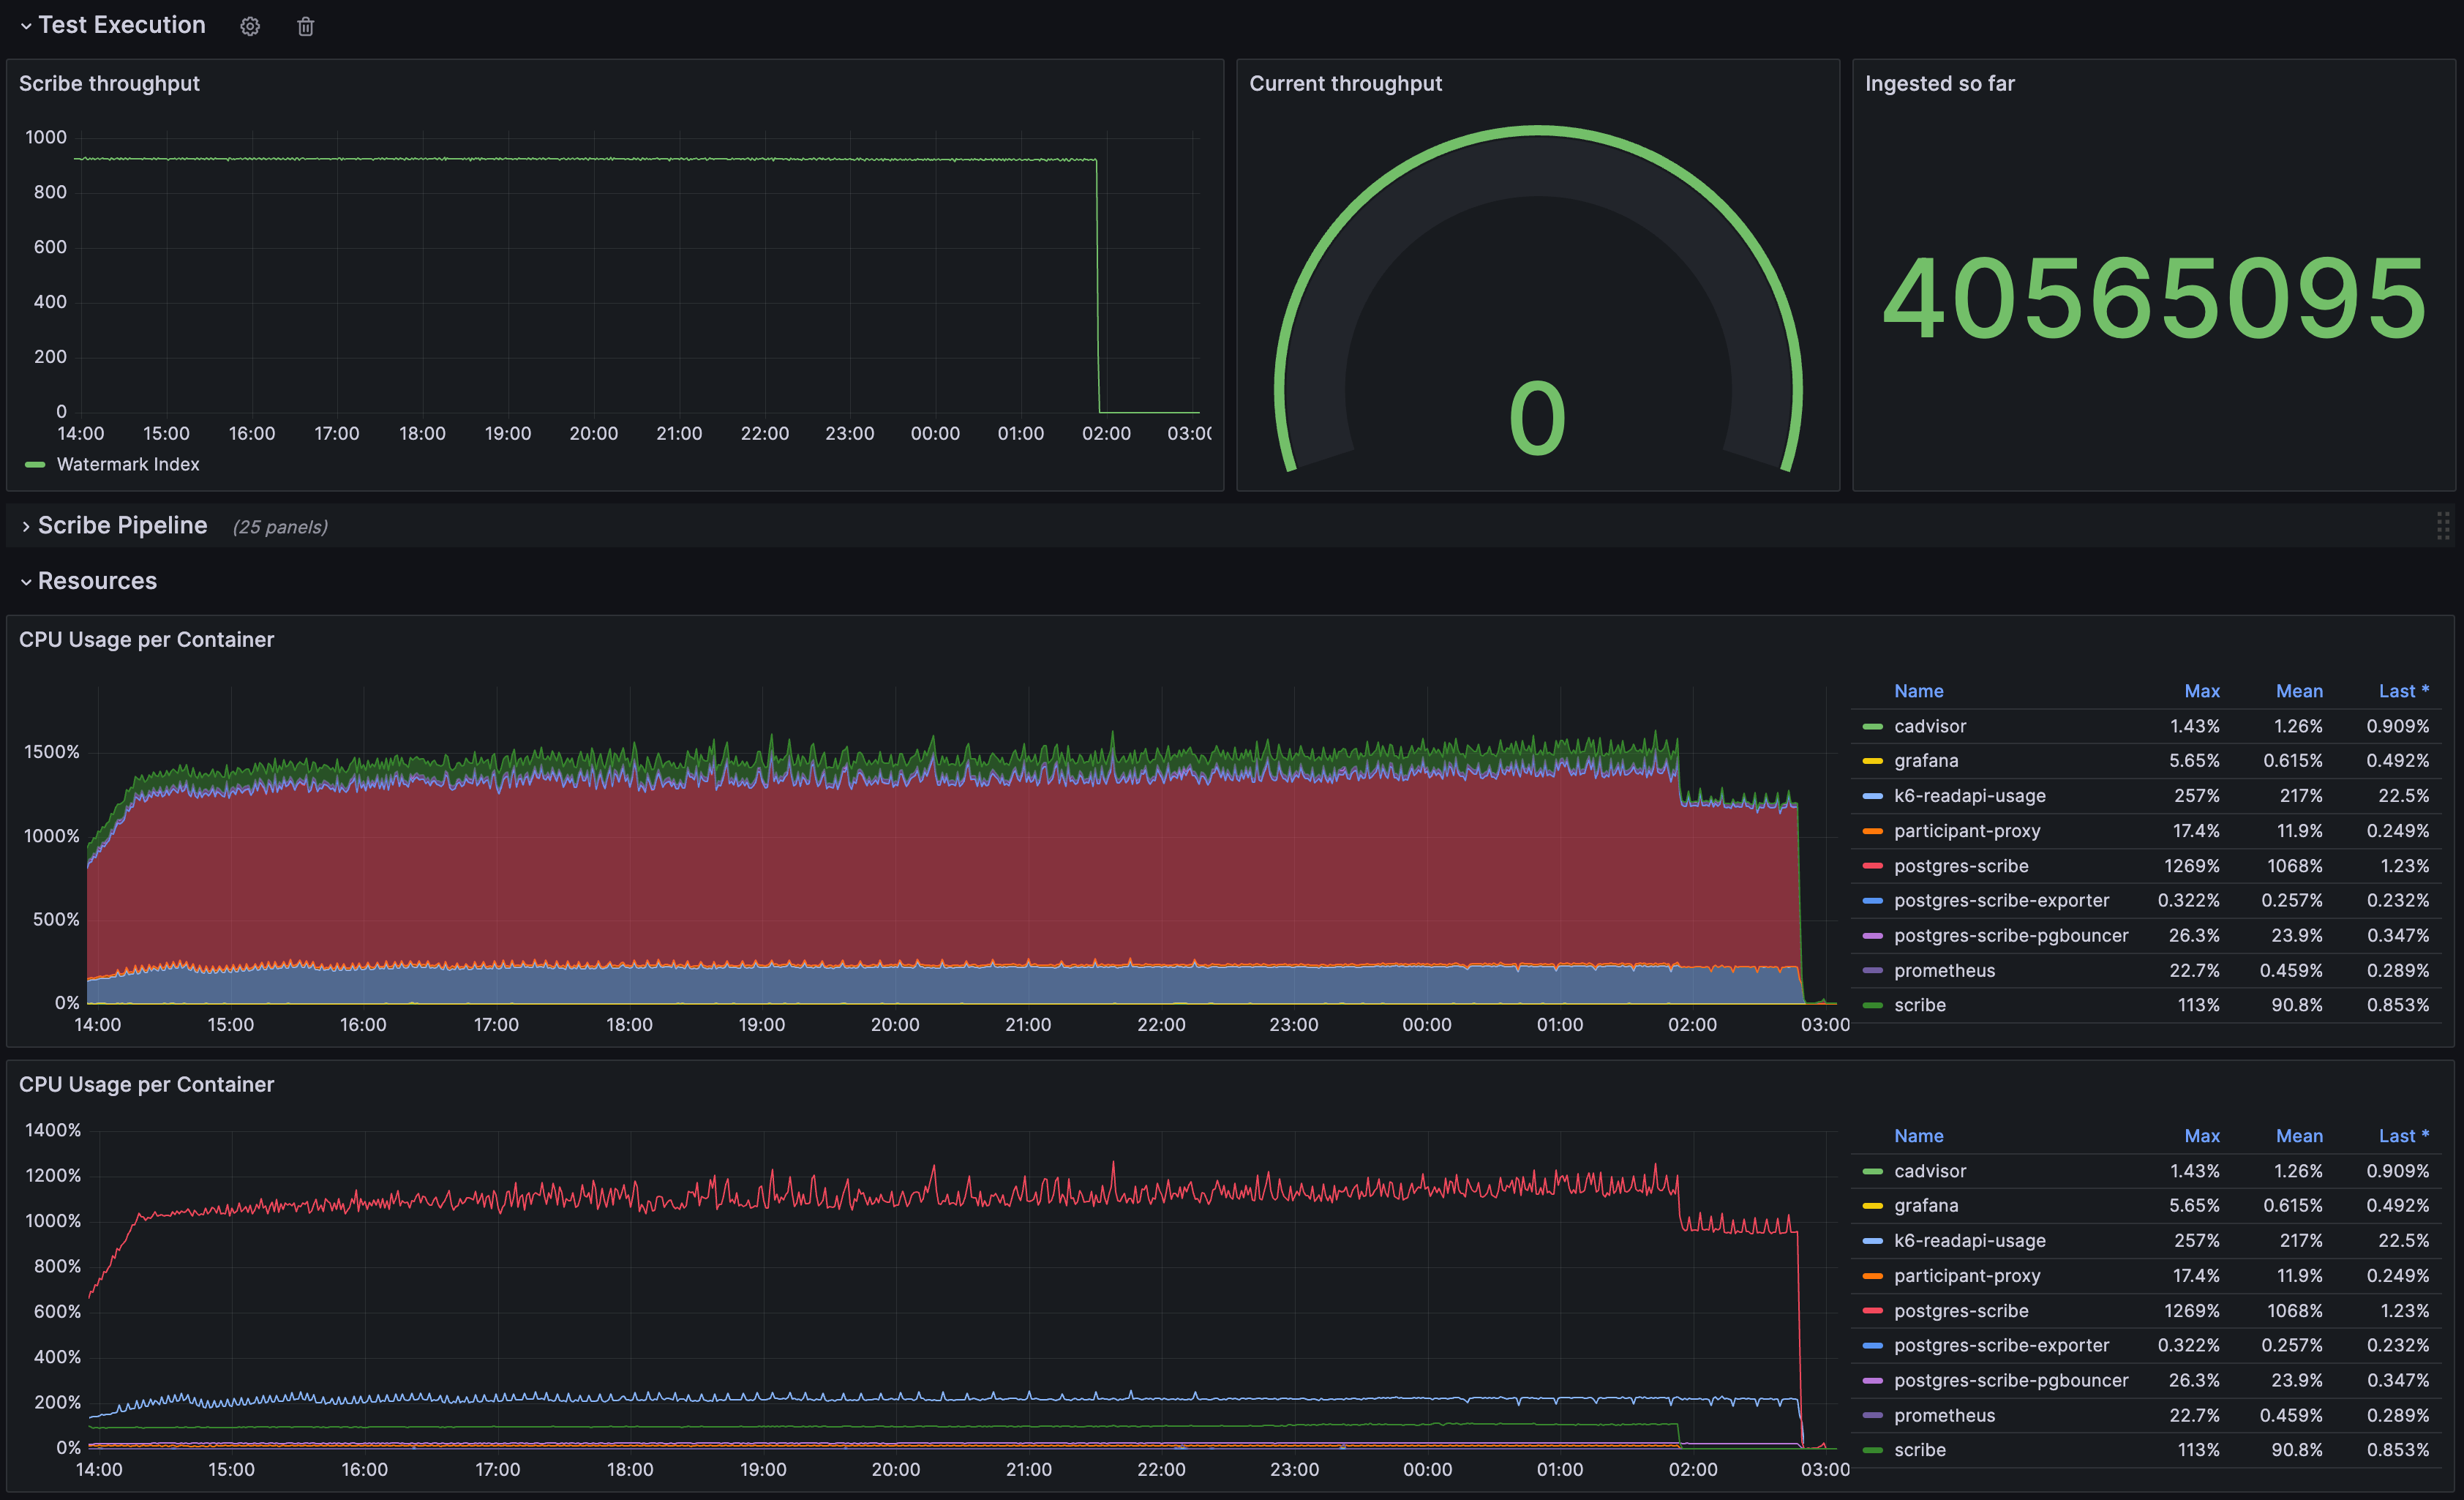 Test Execution
Scribe throughput
1000
800
600
400
200
0
14:00 15:00 16:00 17:00 18:00 19:00 20:00 21:00 22:00 23:00 00:00 01:00 02:00 03:00
Watermark Index
Current throughput
0
Ingested so far
40565095
Scribe Pipeline (25 panels)
Resources
CPU Usage per Container
1500%
1000%
500%
0%
14:00 15:00 16:00 17:00 18:00 19:00 20:00 21:00 22:00 23:00 00:00 01:00 02:00 03:00
Name Max Mean Last *
cadvisor 1.43% 1.26% 0.909%
grafana 5.65% 0.615% 0.492%
k6-readapi-usage 257% 217% 22.5%
participant-proxy 17.4% 11.9% 0.249%
postgres-scribe 1269% 1068% 1.23%
postgres-scribe-exporter 0.322% 0.257% 0.232%
postgres-scribe-pgbouncer 26.3% 23.9% 0.347%
prometheus 22.7% 0.459% 0.289%
scribe 113% 90.8% 0.853%
CPU Usage per Container
1400%
1200%
1000%
800%
600%
400%
200%
0%
14:00 15:00 16:00 17:00 18:00 19:00 20:00 21:00 22:00 23:00 00:00 01:00 02:00 03:00
Name Max Mean Last *
cadvisor 1.43% 1.26% 0.909%
grafana 5.65% 0.615% 0.492%
k6-readapi-usage 257% 217% 22.5%
participant-proxy 17.4% 11.9% 0.249%
postgres-scribe 1269% 1068% 1.23%
postgres-scribe-exporter 0.322% 0.257% 0.232%
postgres-scribe-pgbouncer 26.3% 23.9% 0.347%
prometheus 22.7% 0.459% 0.289%
scribe 113% 90.8% 0.853%